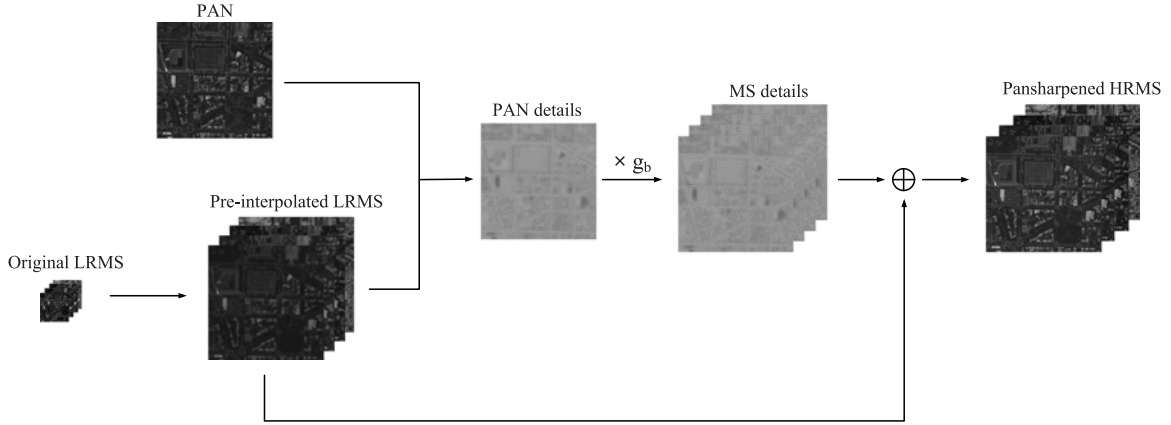 PAN
Pre-interpolated LRMS
Original LRMS
PAN details
× g_b
MS details
Pansharpened HRMS